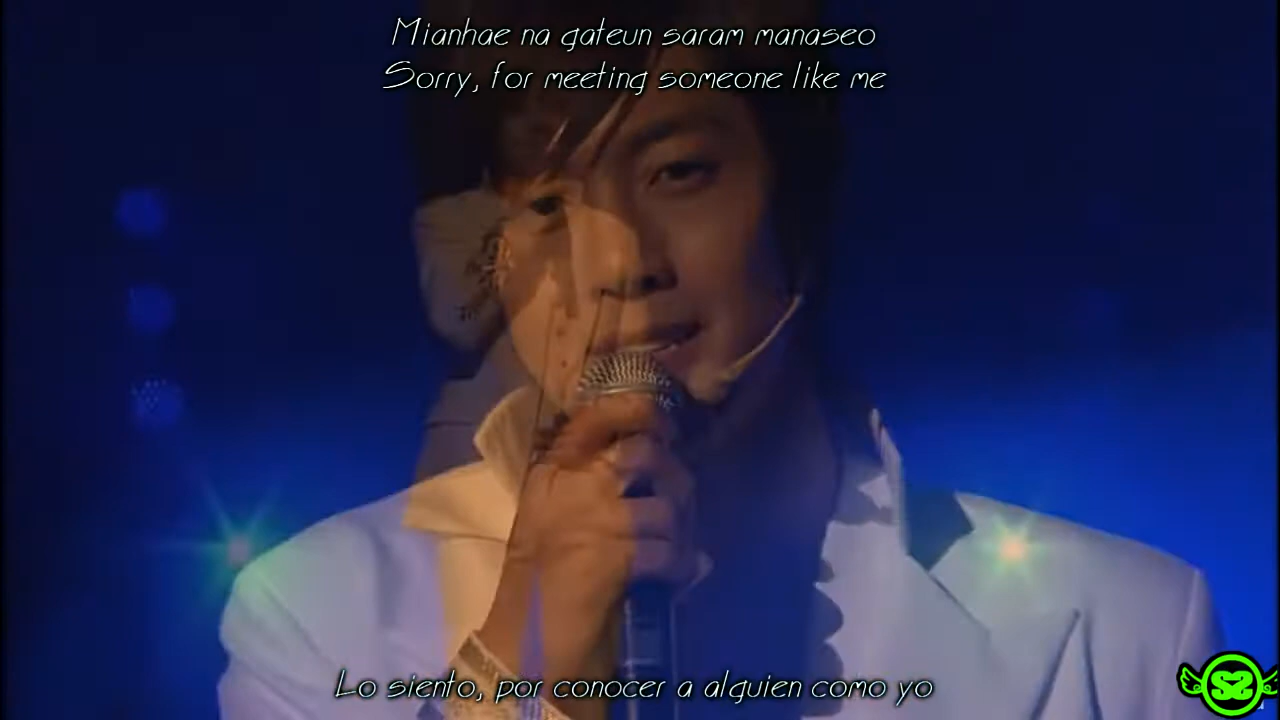 Mianhae na gateun saram manaseo
Sorry, for meeting someone like me
Lo siento, por conocer a alguien como yo